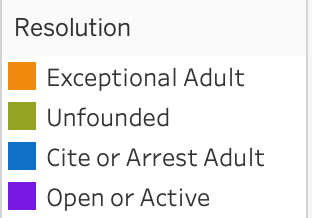 Resolution
Exceptional Adult
Unfounded
Cite or Arrest Adult
Open or Active